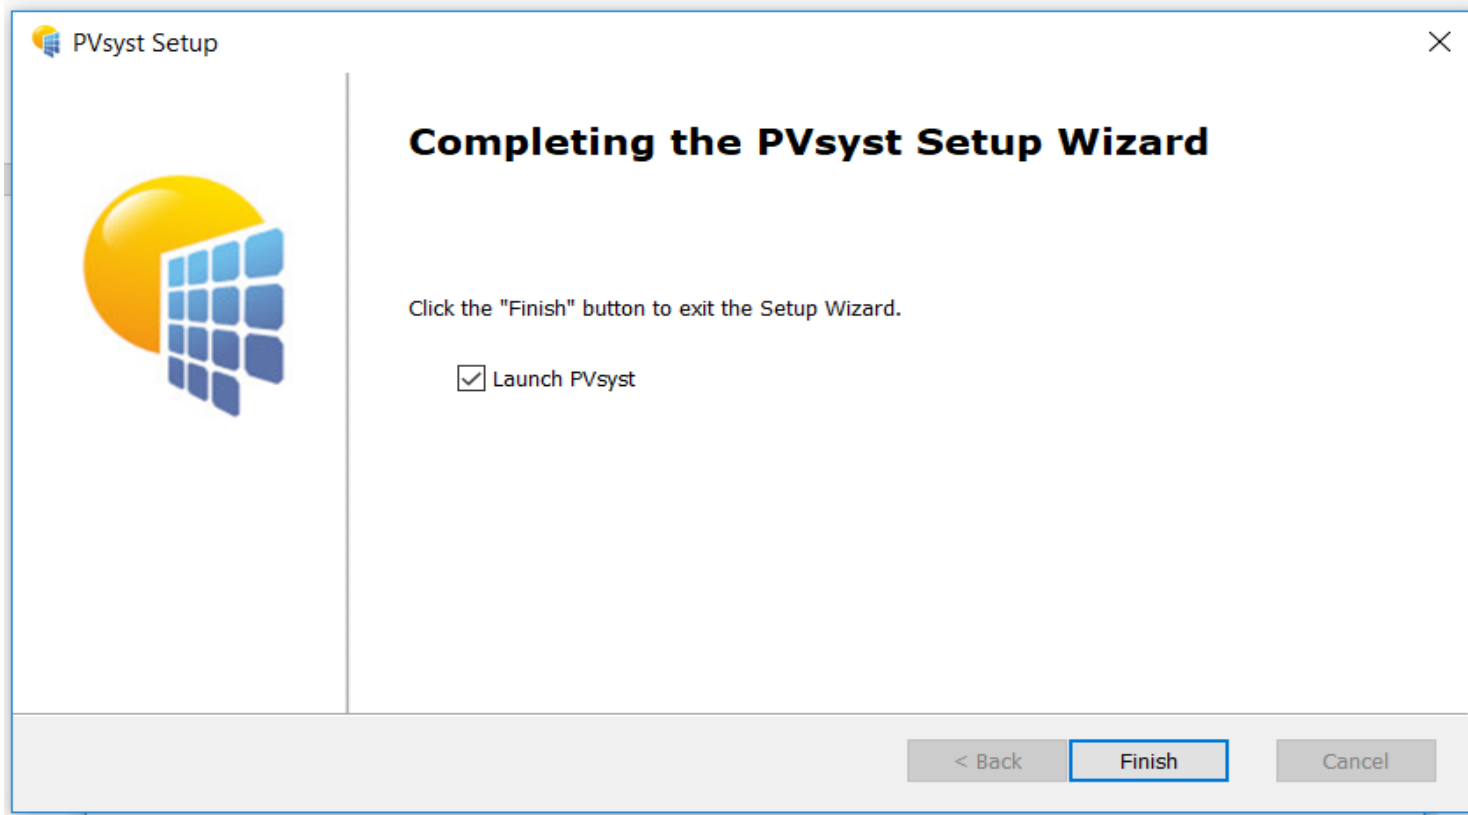 PVsyst Setup
Completing the PVsyst Setup Wizard
Click the "Finish" button to exit the Setup Wizard.
Launch PVsyst
< Back
Finish
Cancel